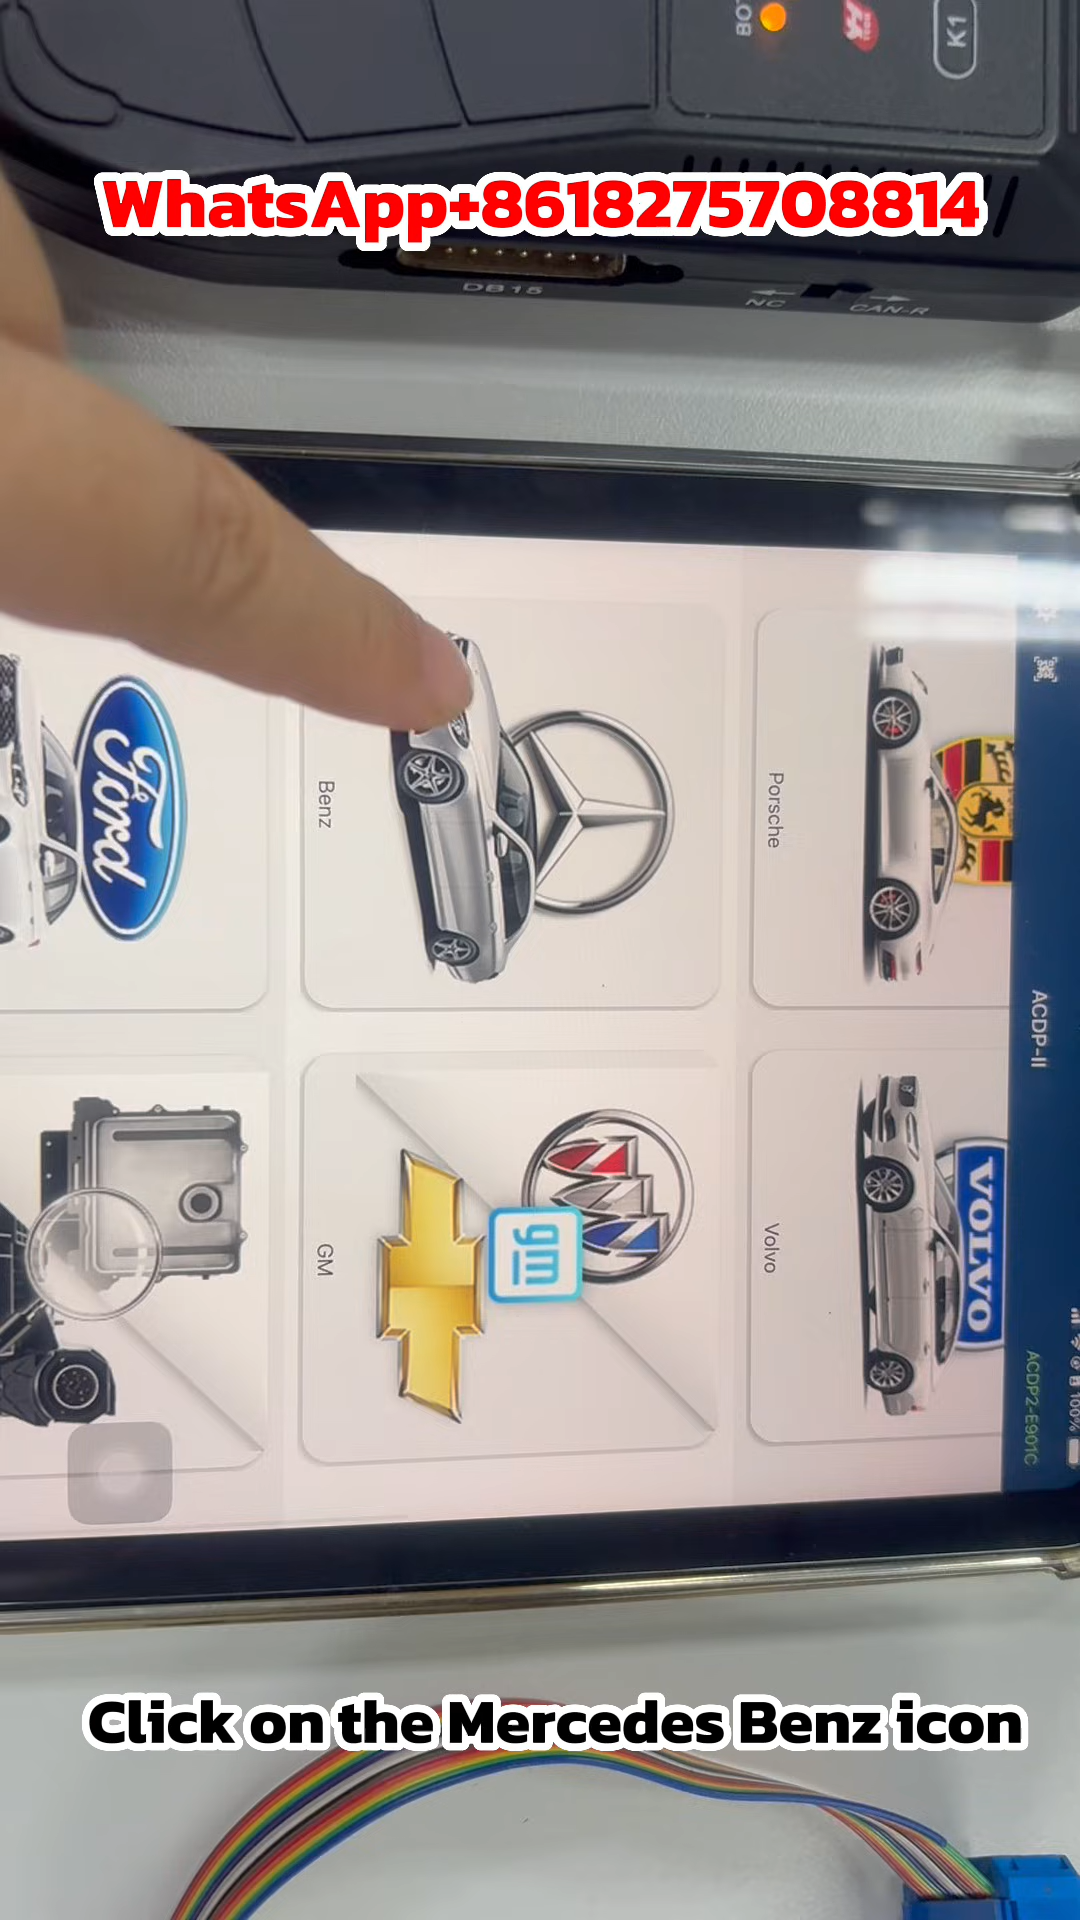 BO
K1
WhatsApp+8618275708814
DB15
NC
CAN-R
ACDP-II
ACDP2-E901C
100%
Porsche
VOLVO
Volvo
Benz
gm
GM
Ford
Click on the Mercedes Benz icon